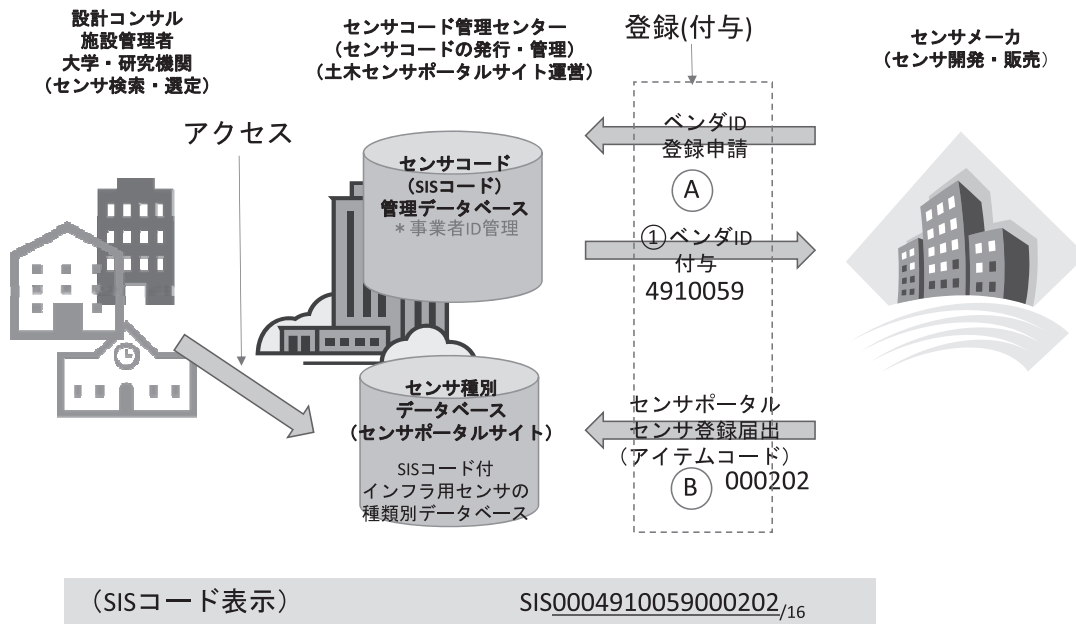 設計コンサル
施設管理者
大学・研究機関
（センサ検索・選定）
センサコード管理センター
（センサコードの発行・管理）
（土木センサポータルサイト運営）
登録(付与)
センサメーカ
（センサ開発・販売）
アクセス
センサコード
（SISコード）
管理データベース
＊事業者ID管理
ベンダID
登録申請
A
①ベンダID
付与
4910059
センサ種別
データベース
（センサポータルサイト）
SISコード付
インフラ用センサの
種類別データベース
センサポータル
センサ登録届出
（アイテムコード）
B 000202
（SISコード表示） SIS0004910059000202/16